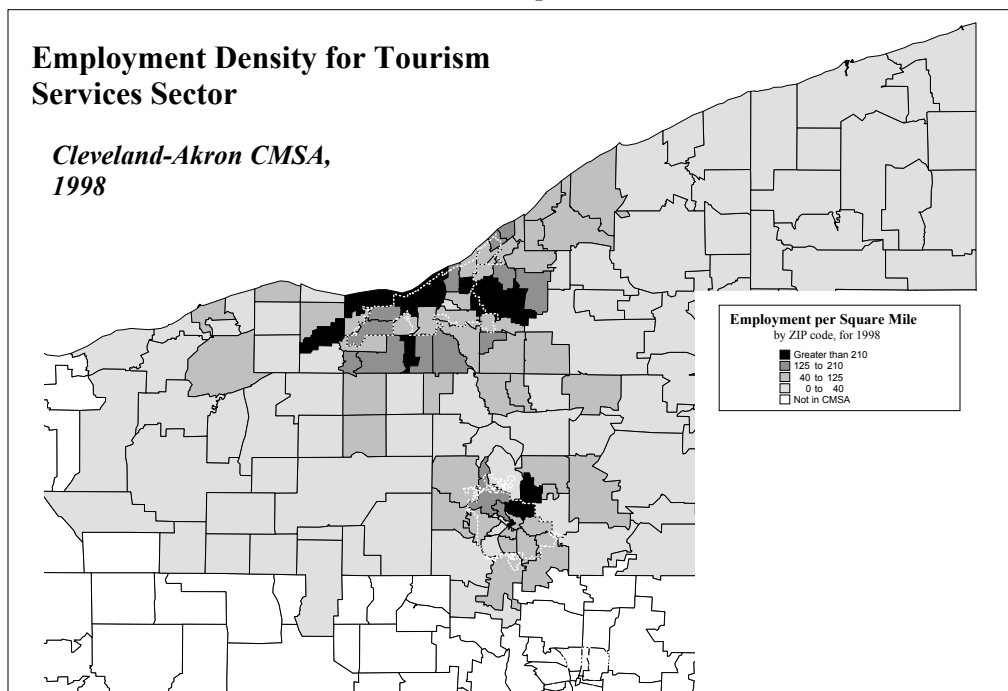 Employment Density for Tourism
Services Sector
Cleveland-Akron CMSA,
1998
Employment per Square Mile
by ZIP code, for 1998
Greater than 210
125 to 210
40 to 125
0 to 40
Not in CMSA